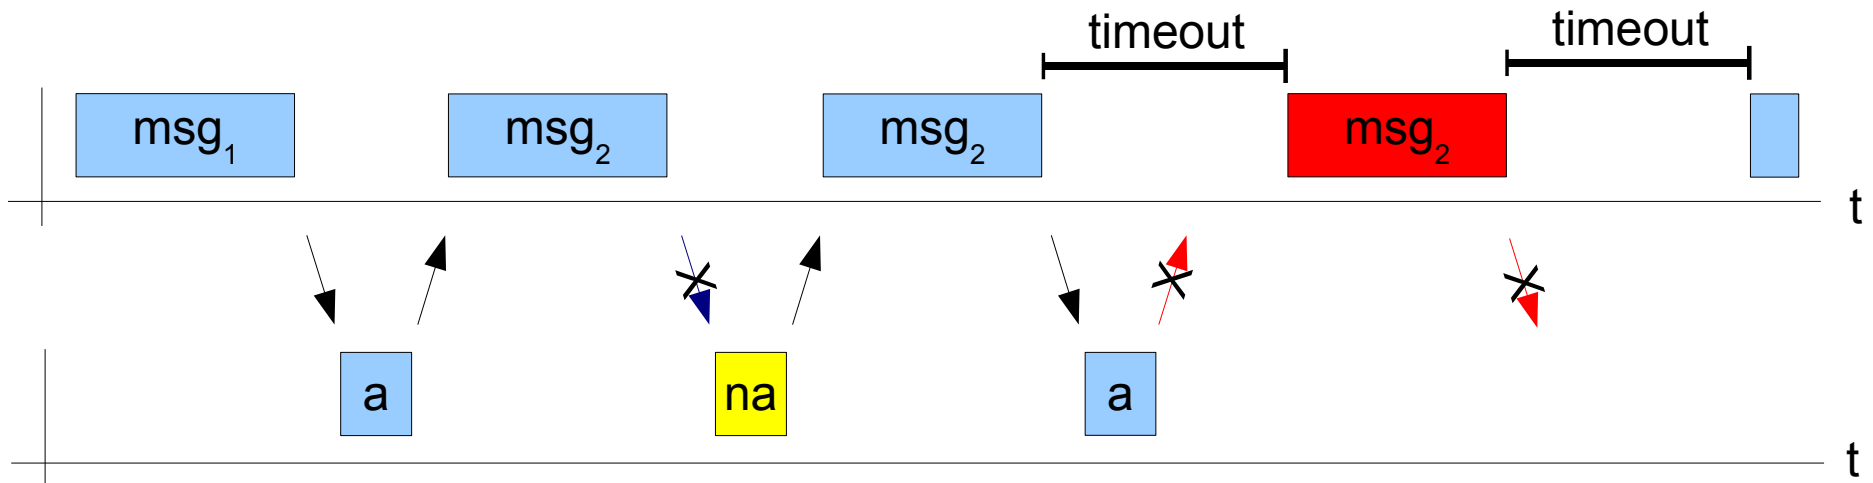 timeout timeout
msg₁ msg₂ msg₂ msg₂
t
a na a
t